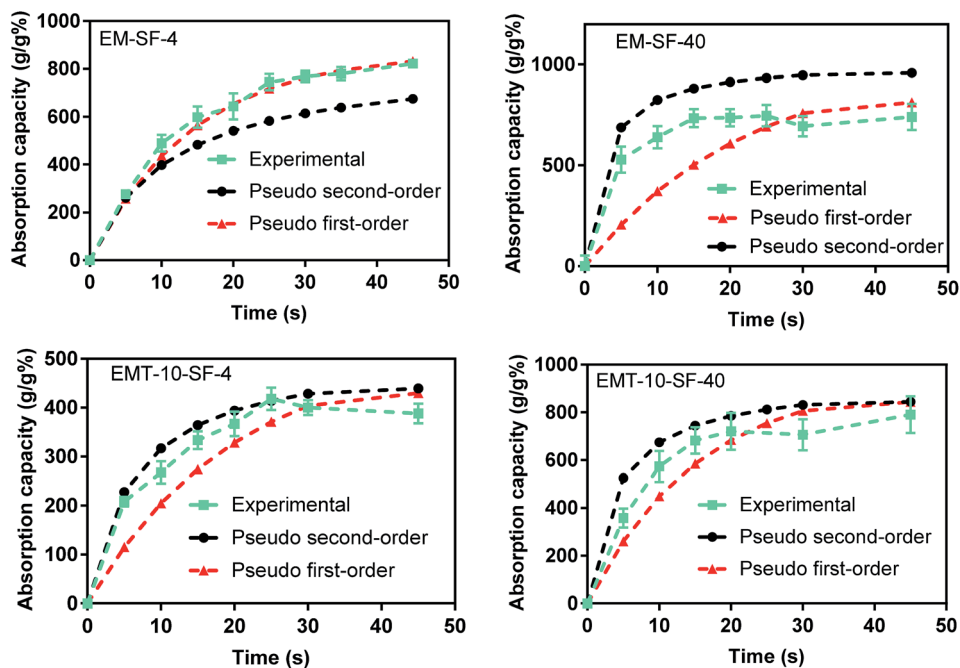 EM-SF-4
Absorption capacity (g/g%)
1000
800
600
400
200
0
Experimental
Pseudo second-order
Pseudo first-order
0 10 20 30 40 50
Time (s)
EM-SF-40
Absorption capacity (g/g%)
1000
500
0
Experimental
Pseudo first-order
Pseudo second-order
0 10 20 30 40 50
Time (s)
EMT-10-SF-4
Absorption capacity (g/g%)
500
400
300
200
100
0
Experimental
Pseudo second-order
Pseudo first-order
0 10 20 30 40 50
Time (s)
EMT-10-SF-40
Absorption capacity (g/g%)
1000
800
600
400
200
0
Experimental
Pseudo second-order
Pseudo first-order
0 10 20 30 40 50
Time (s)